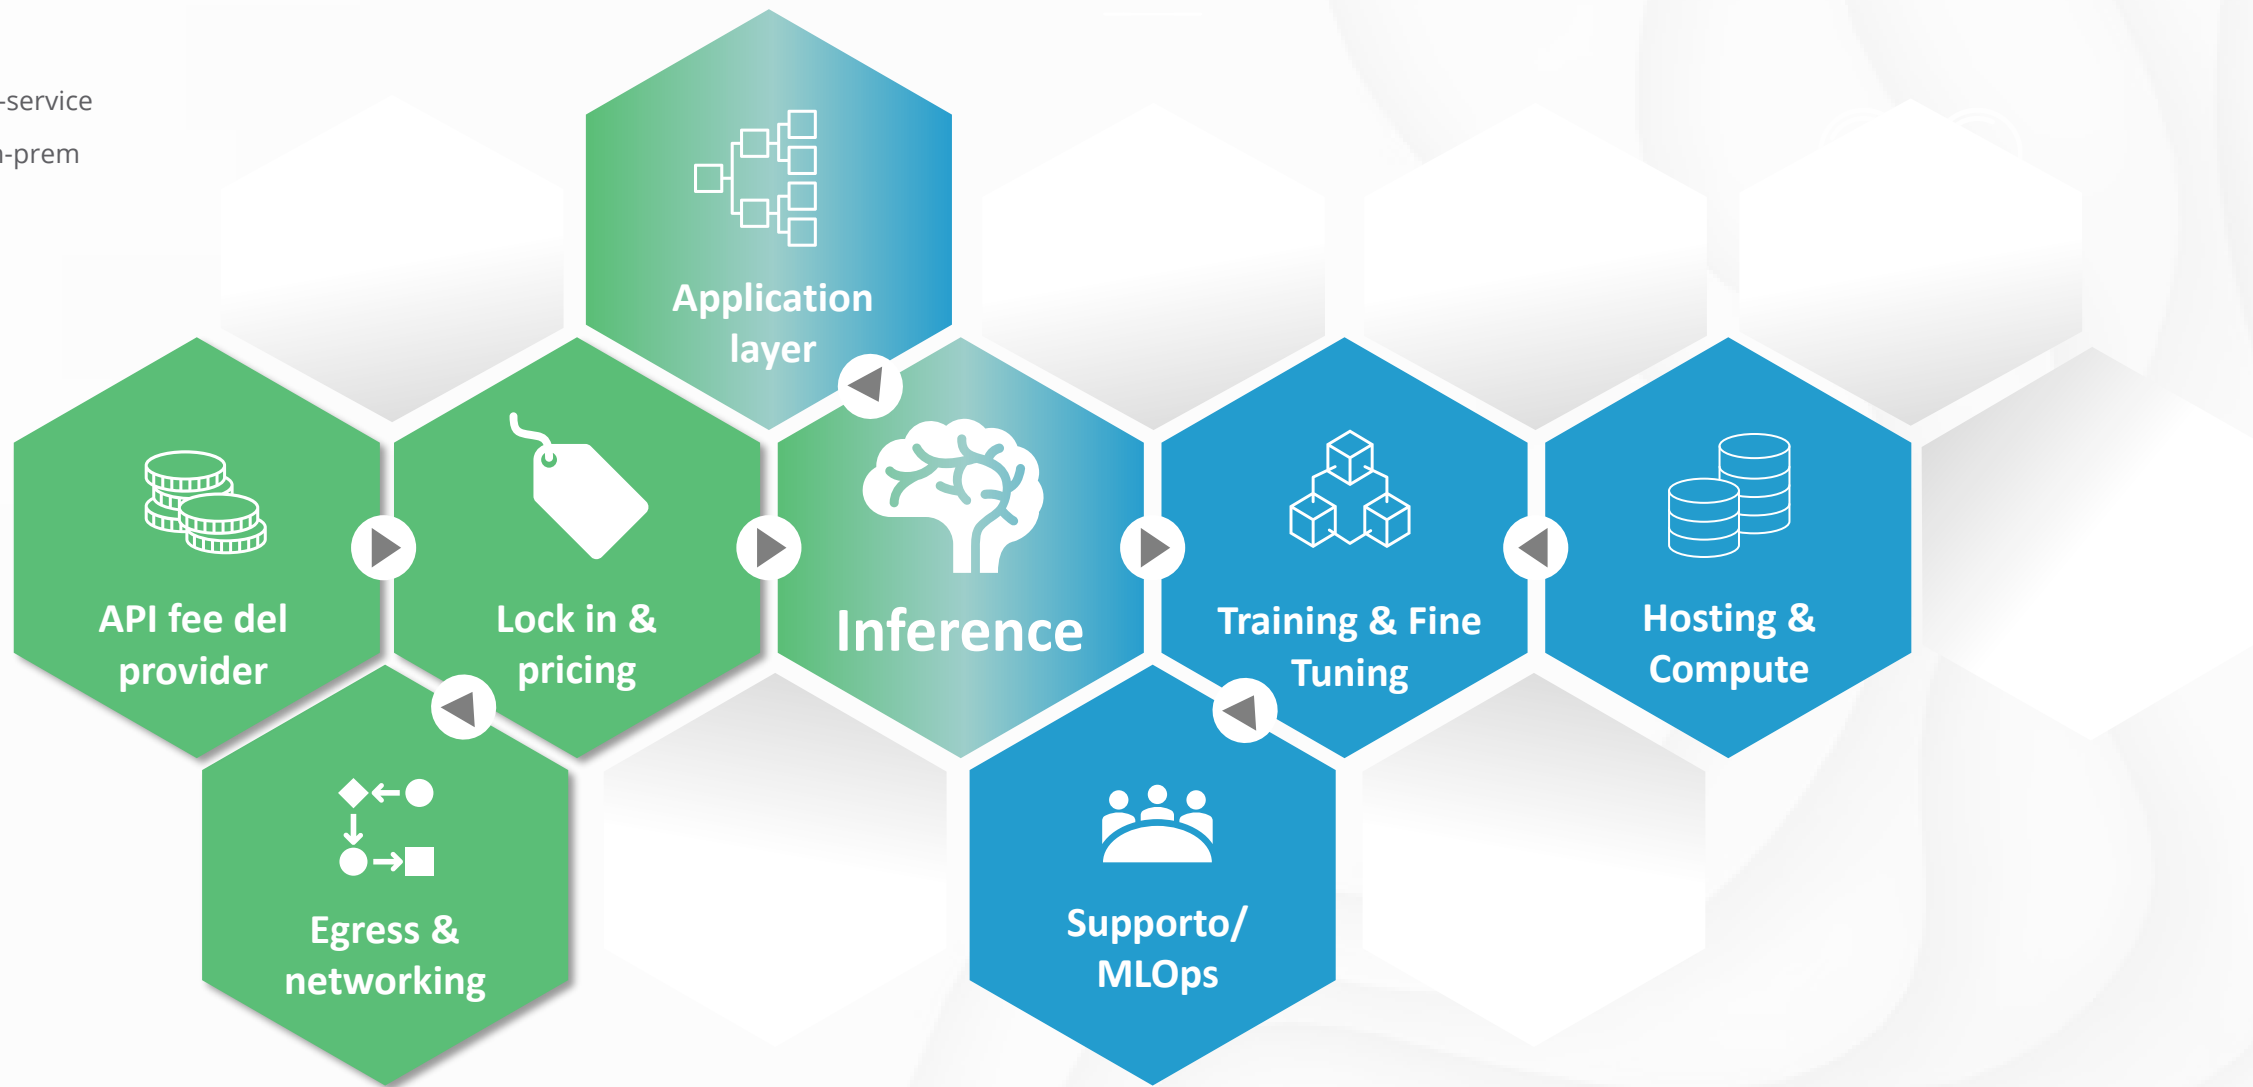 -service
-prem
Application
layer
API fee del
provider
Lock in &
pricing
Inference
Training & Fine
Tuning
Hosting &
Compute
Egress &
networking
Supporto/
MLOps